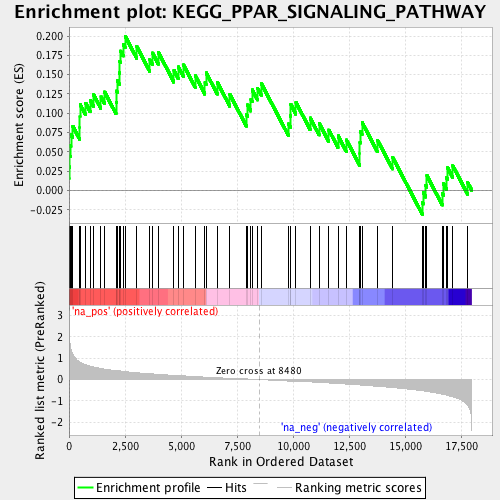 Enrichment plot: KEGG_PPAR_SIGNALING_PATHWAY
Enrichment score (ES)
0.200
0.175
0.150
0.125
0.100
0.075
0.050
0.025
0.000
-0.025
'na_pos' (positively correlated)
Ranked list metric (PreRanked)
3
2
1
0
-1
-2
Zero cross at 8480
'na_neg' (negatively correlated)
0
2,500
5,000
7,500
10,000
12,500
15,000
17,500
Rank in Ordered Dataset
Enrichment profile
Hits
Ranking metric scores